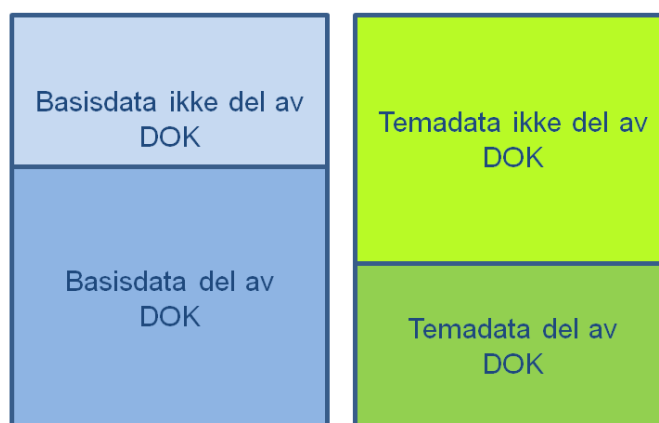 Basisdata ikke del av
DOK
Basisdata del av
DOK
Temadata ikke del av
DOK
Temadata del av
DOK